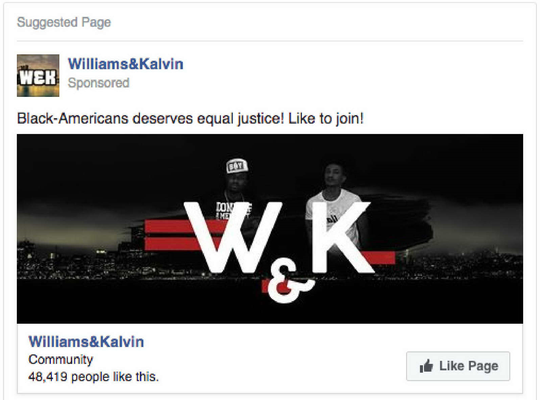 Suggested Page
W&K
Williams&Kalvin
Sponsored
Black-Americans deserves equal justice! Like to join!
BOY
W & K
Williams&Kalvin
Community
48,419 people like this.
Like Page